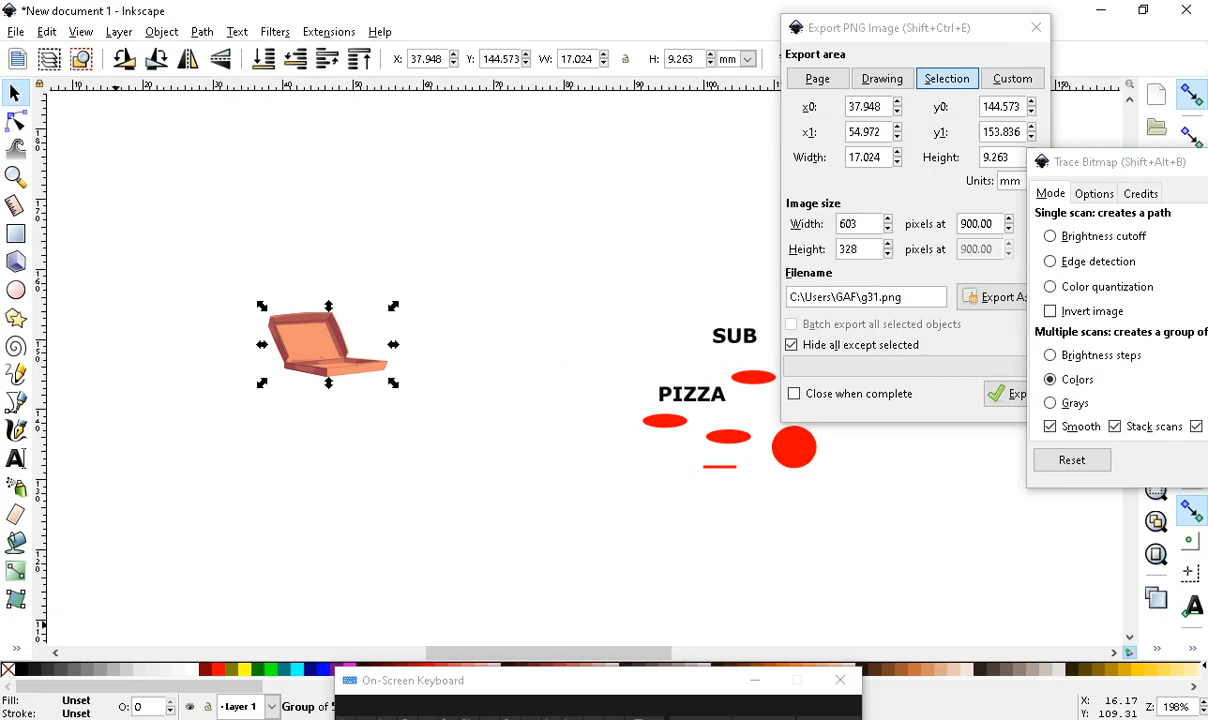 *New document 1 - Inkscape
File Edit View Layer Object Path Text Filters Extensions Help
X: 37.948 Y: 144.573 W: 17.024 H: 9.263 mm
Export PNG Image (Shift+Ctrl+E)
Export area
Page Drawing Selection Custom
x0: 37.948 y0: 144.573
x1: 54.972 y1: 153.836
Width: 17.024 Height: 9.263
Units: mm
Image size
Width: 603 pixels at 900.00
Height: 328 pixels at 900.00
Filename
C:\Users\GAF\g31.png Export As
Batch export all selected objects
Hide all except selected
Close when complete Exp
Trace Bitmap (Shift+Alt+B)
Mode Options Credits
Single scan: creates a path
Brightness cutoff
Edge detection
Color quantization
Invert image
Multiple scans: creates a group of
Brightness steps
Colors
Grays
Smooth Stack scans
Reset
SUB
PIZZA
On-Screen Keyboard
Fill: Unset
Stroke: Unset
O: 0
Layer 1
Group of
X: 16.17
Y: 109.31
Z: 198%